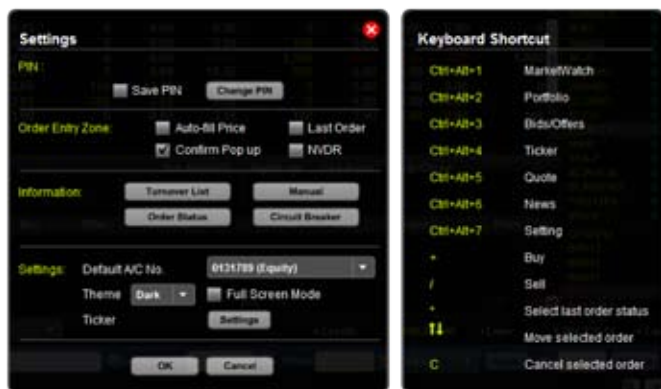 Settings
PIN :
Save PIN
Change PIN
Order Entry Zone:
Auto-fill Price
Last Order
Confirm Pop up
NVDR
Information:
Turnover List
Manual
Order Status
Circuit Breaker
Settings:
Default A/C No.
0131789 (Equity)
Theme
Dark
Full Screen Mode
Ticker
Settings
OK
Cancel
Keyboard Shortcut
Ctrl+Alt+1 MarketWatch
Ctrl+Alt+2 Portfolio
Ctrl+Alt+3 Bids/Offers
Ctrl+Alt+4 Ticker
Ctrl+Alt+5 Quote
Ctrl+Alt+6 News
Ctrl+Alt+7 Setting
+ Buy
/ Sell
* Select last order status
↑↓ Move selected order
C Cancel selected order